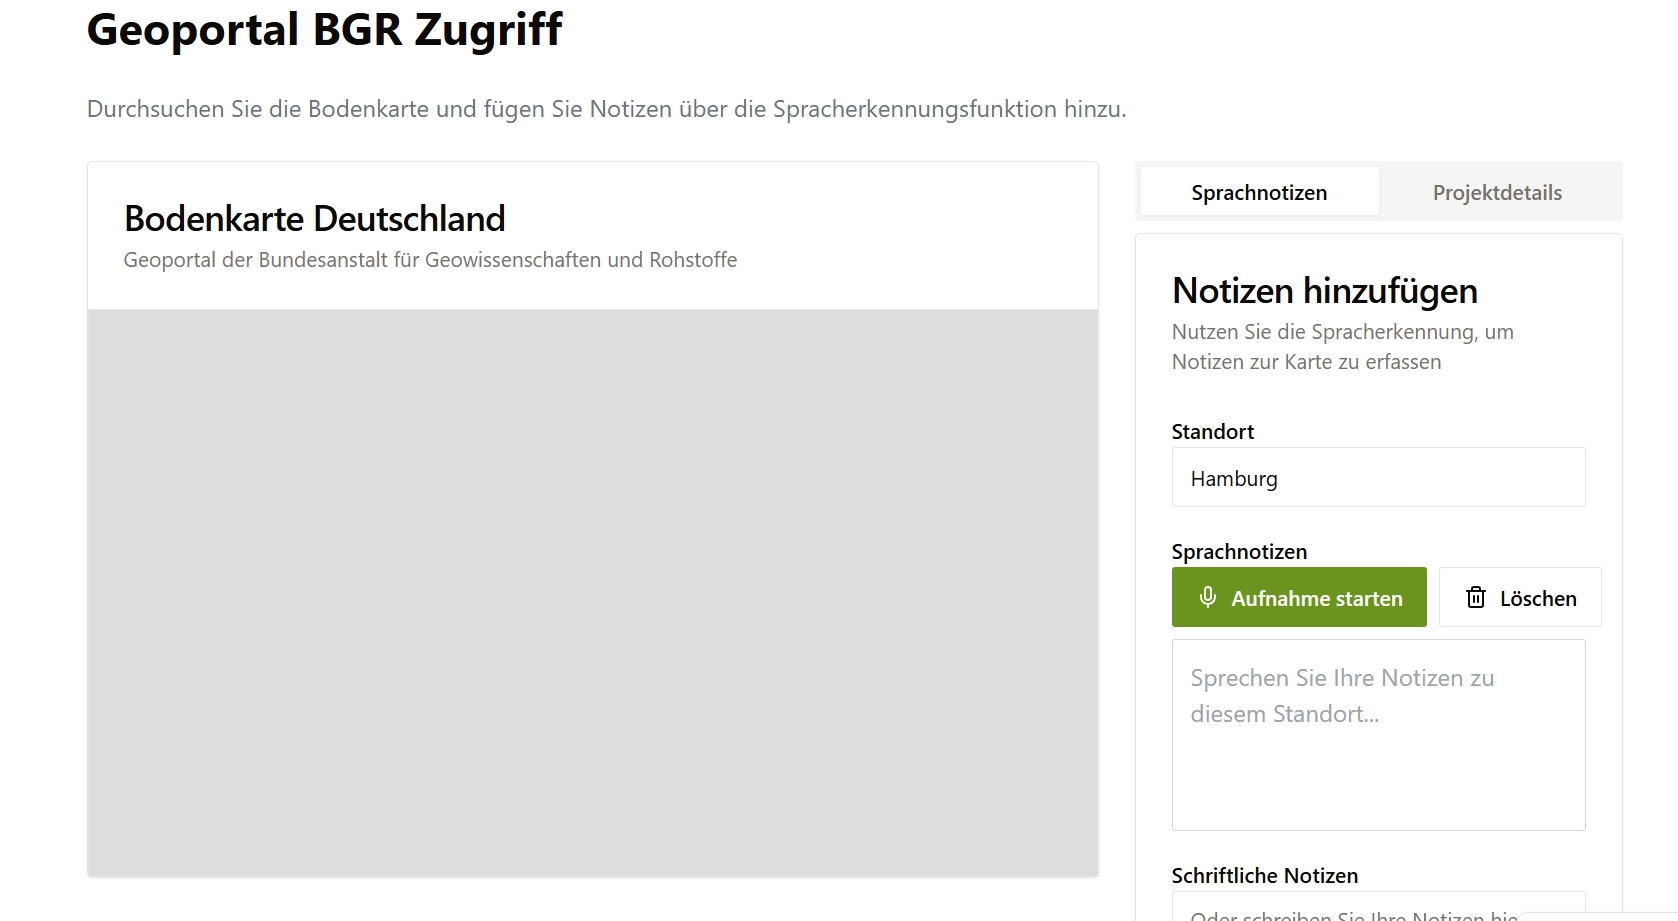 Geoportal BGR Zugriff
Durchsuchen Sie die Bodenkarte und fügen Sie Notizen über die Spracherkennungsfunktion hinzu.
Bodenkarte Deutschland
Geoportal der Bundesanstalt für Geowissenschaften und Rohstoffe
Sprachnotizen
Projektdetails
Notizen hinzufügen
Nutzen Sie die Spracherkennung, um
Notizen zur Karte zu erfassen
Standort
Hamburg
Sprachnotizen
Aufnahme starten
Löschen
Sprechen Sie Ihre Notizen zu
diesem Standort...
Schriftliche Notizen
Oder schreiben Sie Ihre Notizen